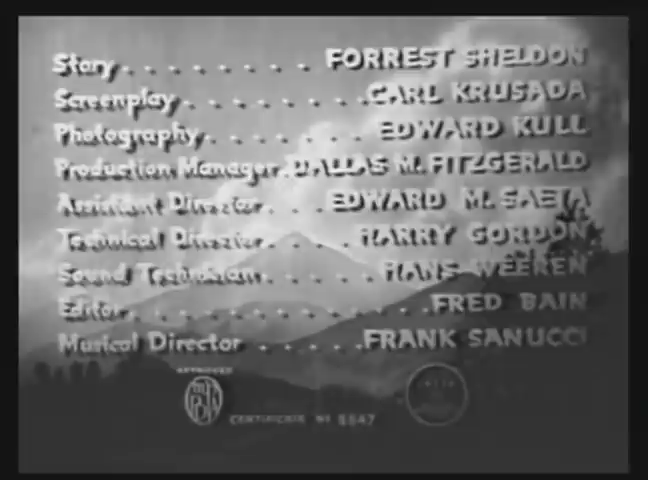 Story . . . . . . . . FORREST SHELDON
Screenplay . . . . . . . . CARL KRUSADA
Photography . . . . . . . EDWARD KULL
Production Manager . DALLAS M. FITZGERALD
Assistant Director . . . EDWARD M. SAETA
Technical Director . . . . HARRY GORDON
Sound Technician . . . . . HANS WEEREN
Editor . . . . . . . . . . . . . FRED BAIN
Musical Director . . . . . FRANK SANUCCI
APPROVED
CERTIFICATE No